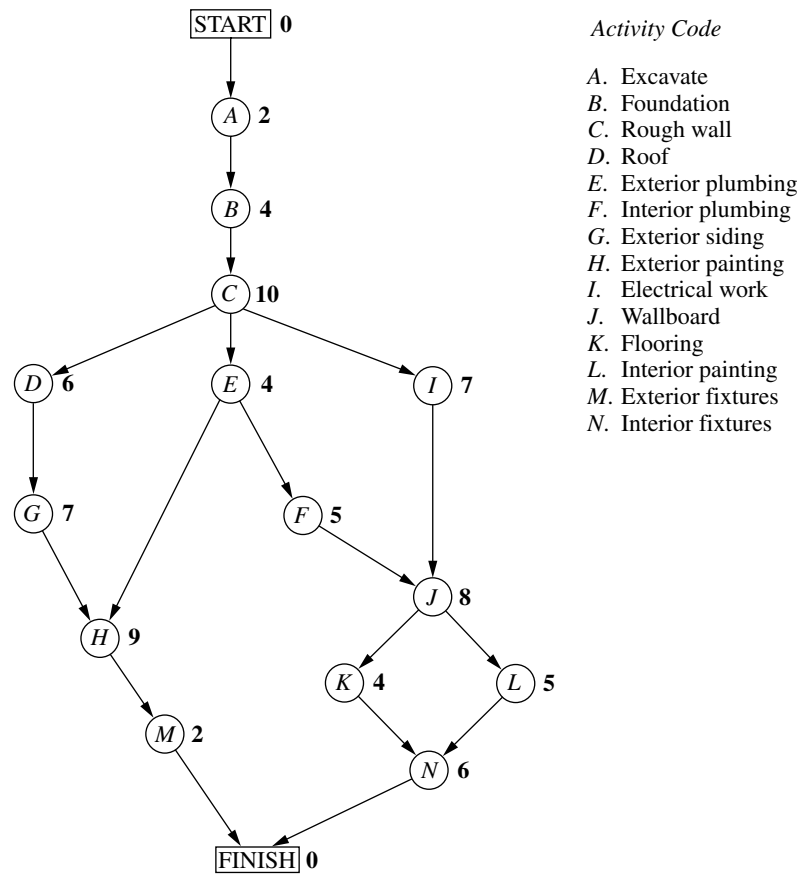 START 0
A 2
B 4
C 10
D 6
E 4
I 7
G 7
F 5
J 8
H 9
K 4
L 5
M 2
N 6
FINISH 0
Activity Code
A. Excavate
B. Foundation
C. Rough wall
D. Roof
E. Exterior plumbing
F. Interior plumbing
G. Exterior siding
H. Exterior painting
I. Electrical work
J. Wallboard
K. Flooring
L. Interior painting
M. Exterior fixtures
N. Interior fixtures